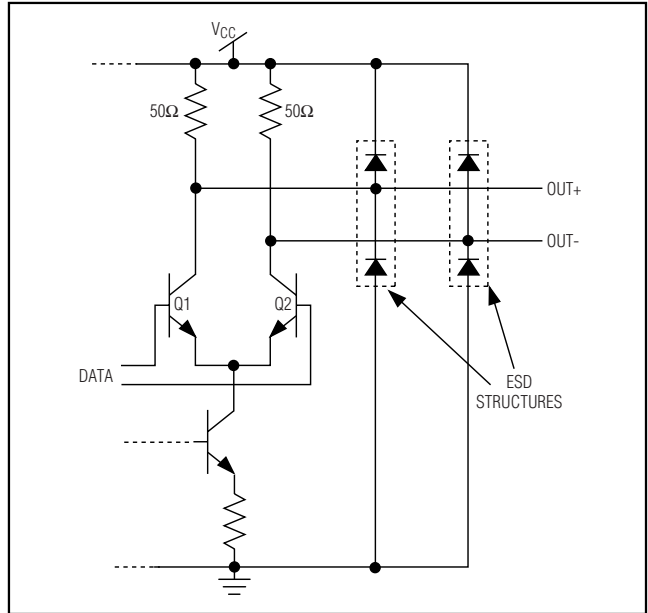 VCC
50Ω
50Ω
OUT+
OUT-
Q1
Q2
DATA
ESD
STRUCTURES